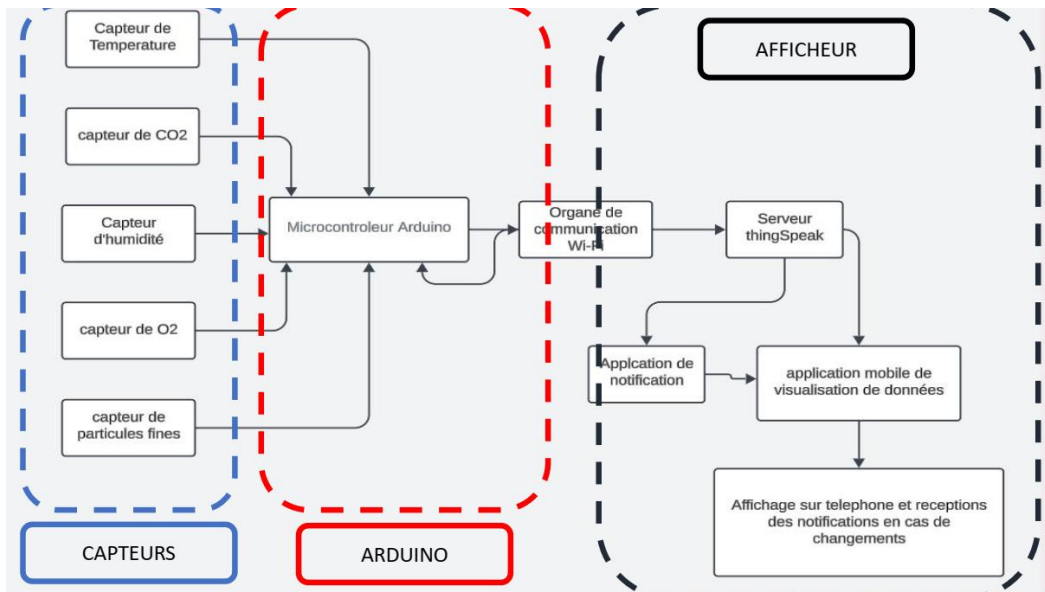 Capteur de
Temperature
AFFICHEUR
capteur de CO2
Capteur
d'humidité
Microcontroleur Arduino
Organe de
communication
Wi-Fi
Serveur
thingSpeak
capteur de O2
Applcation de
notification
application mobile de
visualisation de données
capteur de
particules fines
Affichage sur telephone et receptions
des notifications en cas de
changements
CAPTEURS
ARDUINO